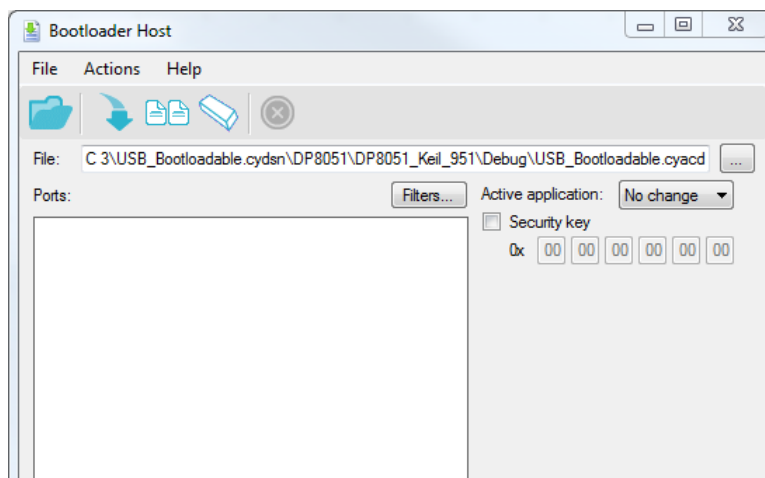 Bootloader Host
File Actions Help
File: C 3\USB_Bootloadable.cydsn\DP8051\DP8051_Keil_951\Debug\USB_Bootloadable.cyacd ...
Ports: Filters... Active application: No change
Security key
0x 00 00 00 00 00 00